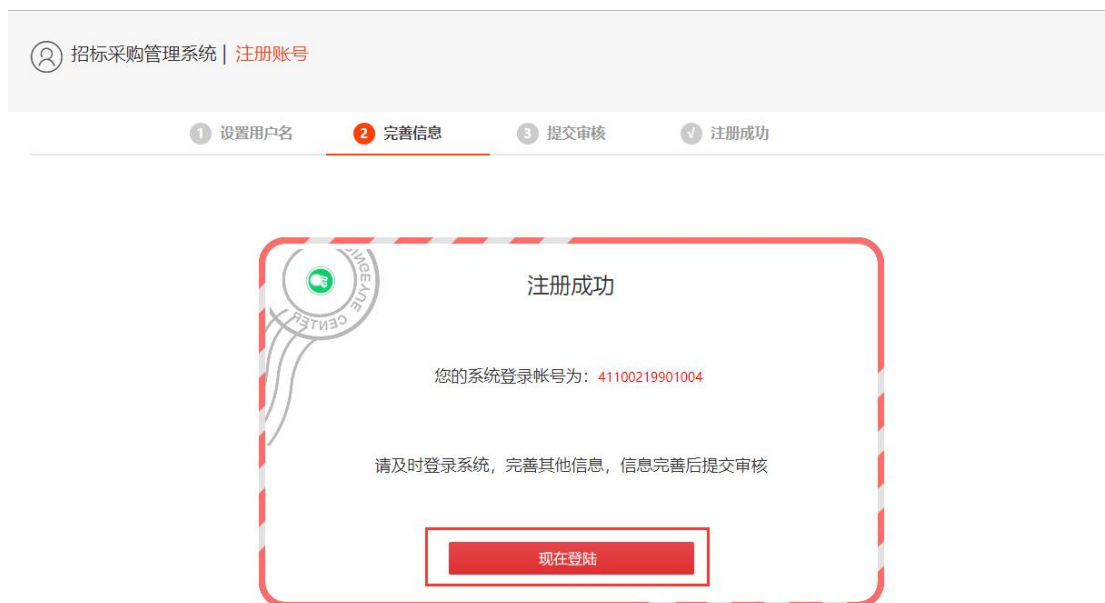 招标采购管理系统 | 注册账号
1 设置用户名 2 完善信息 3 提交审核 √ 注册成功
CENTER
注册成功
您的系统登录帐号为：41100219901004
请及时登录系统，完善其他信息，信息完善后提交审核
现在登陆